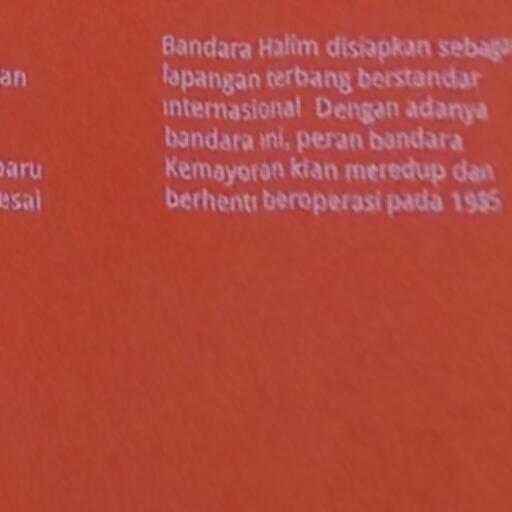 Bandara Halim disiapkan sebagai
an
lapangan terbang berstandar
internasional. Dengan adanya
bandara ini, peran bandara
baru
Kemayoran kian meredup dan
esai
berhenti beroperasi pada 1985